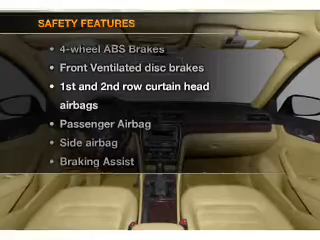 SAFETY FEATURES
• 4-wheel ABS Brakes
• Front Ventilated disc brakes
• 1st and 2nd row curtain head
airbags
• Passenger Airbag
• Side airbag
• Braking Assist